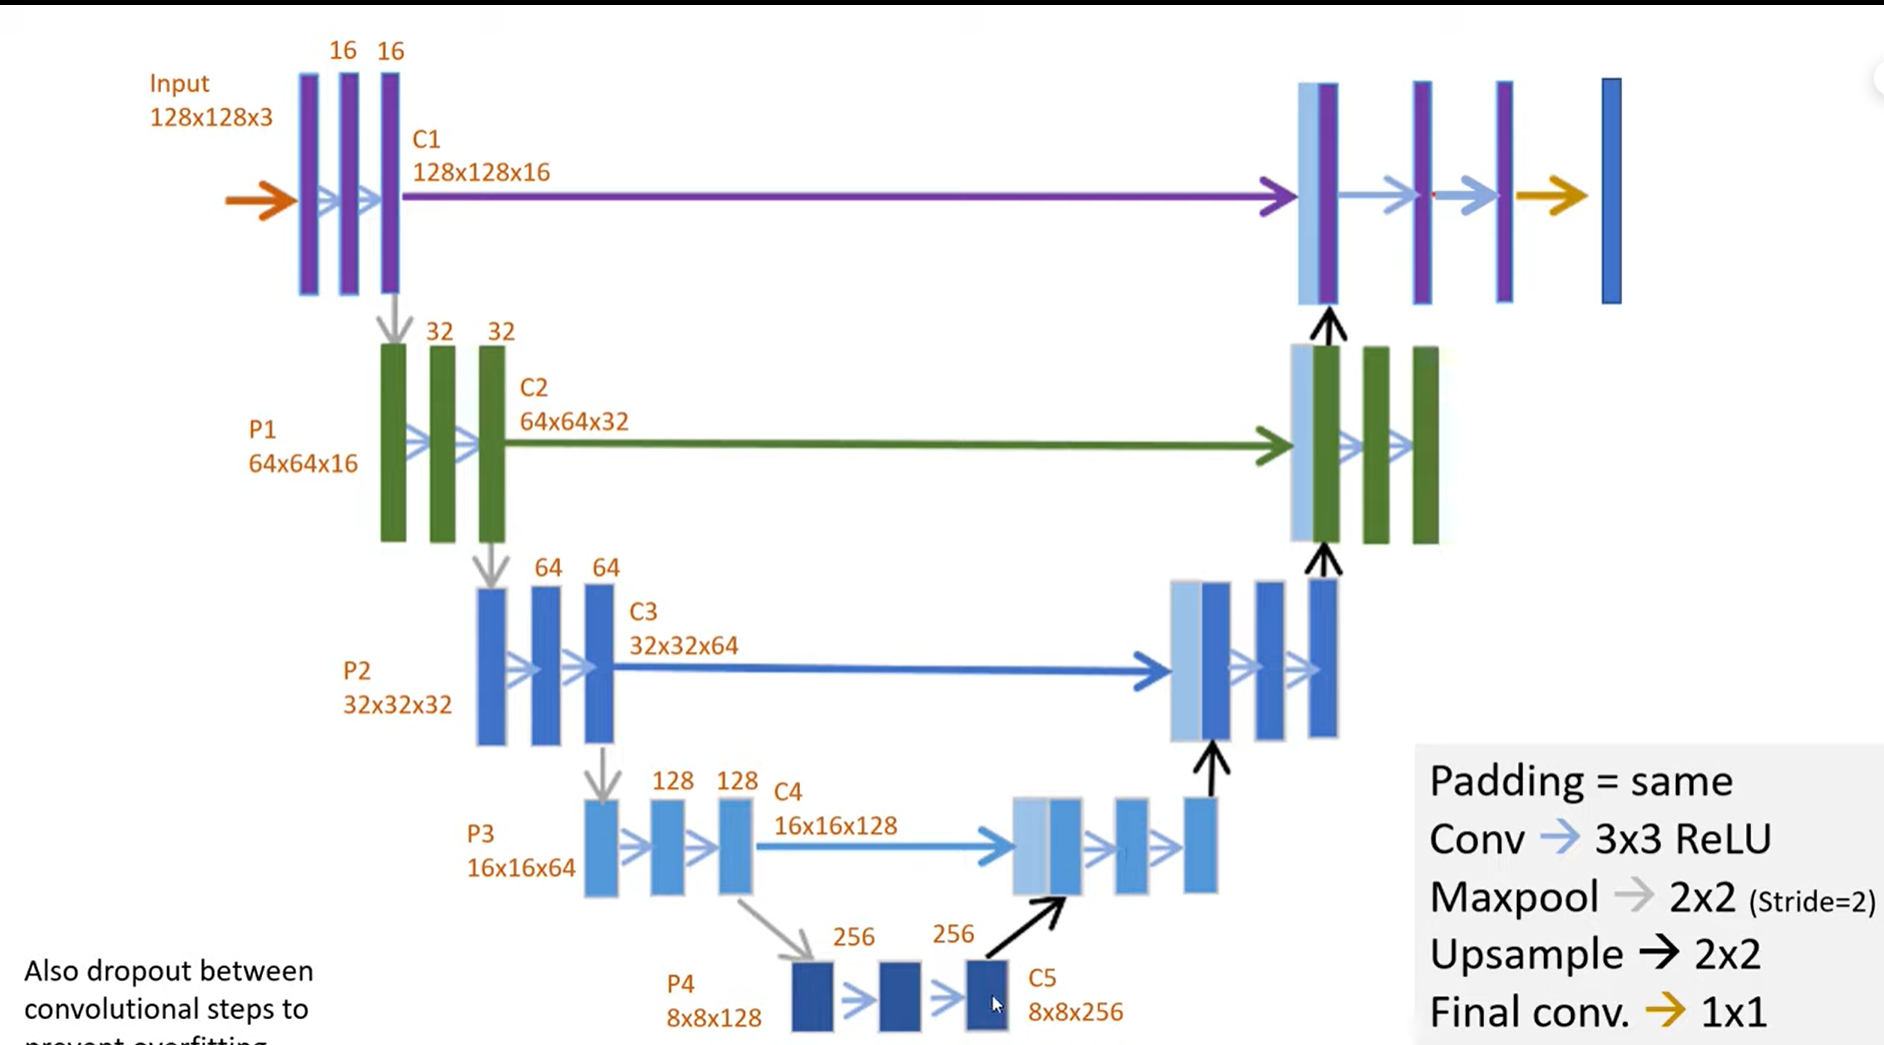 16 16
Input
128x128x3
C1
128x128x16
32 32
C2
64x64x32
P1
64x64x16
64 64
C3
32x32x64
P2
32x32x32
128 128
C4
16x16x128
P3
16x16x64
256 256
P4
8x8x128
C5
8x8x256
Also dropout between
convolutional steps to
prevent overfitting
Padding = same
Conv → 3x3 ReLU
Maxpool → 2x2 (Stride=2)
Upsample → 2x2
Final conv. → 1x1